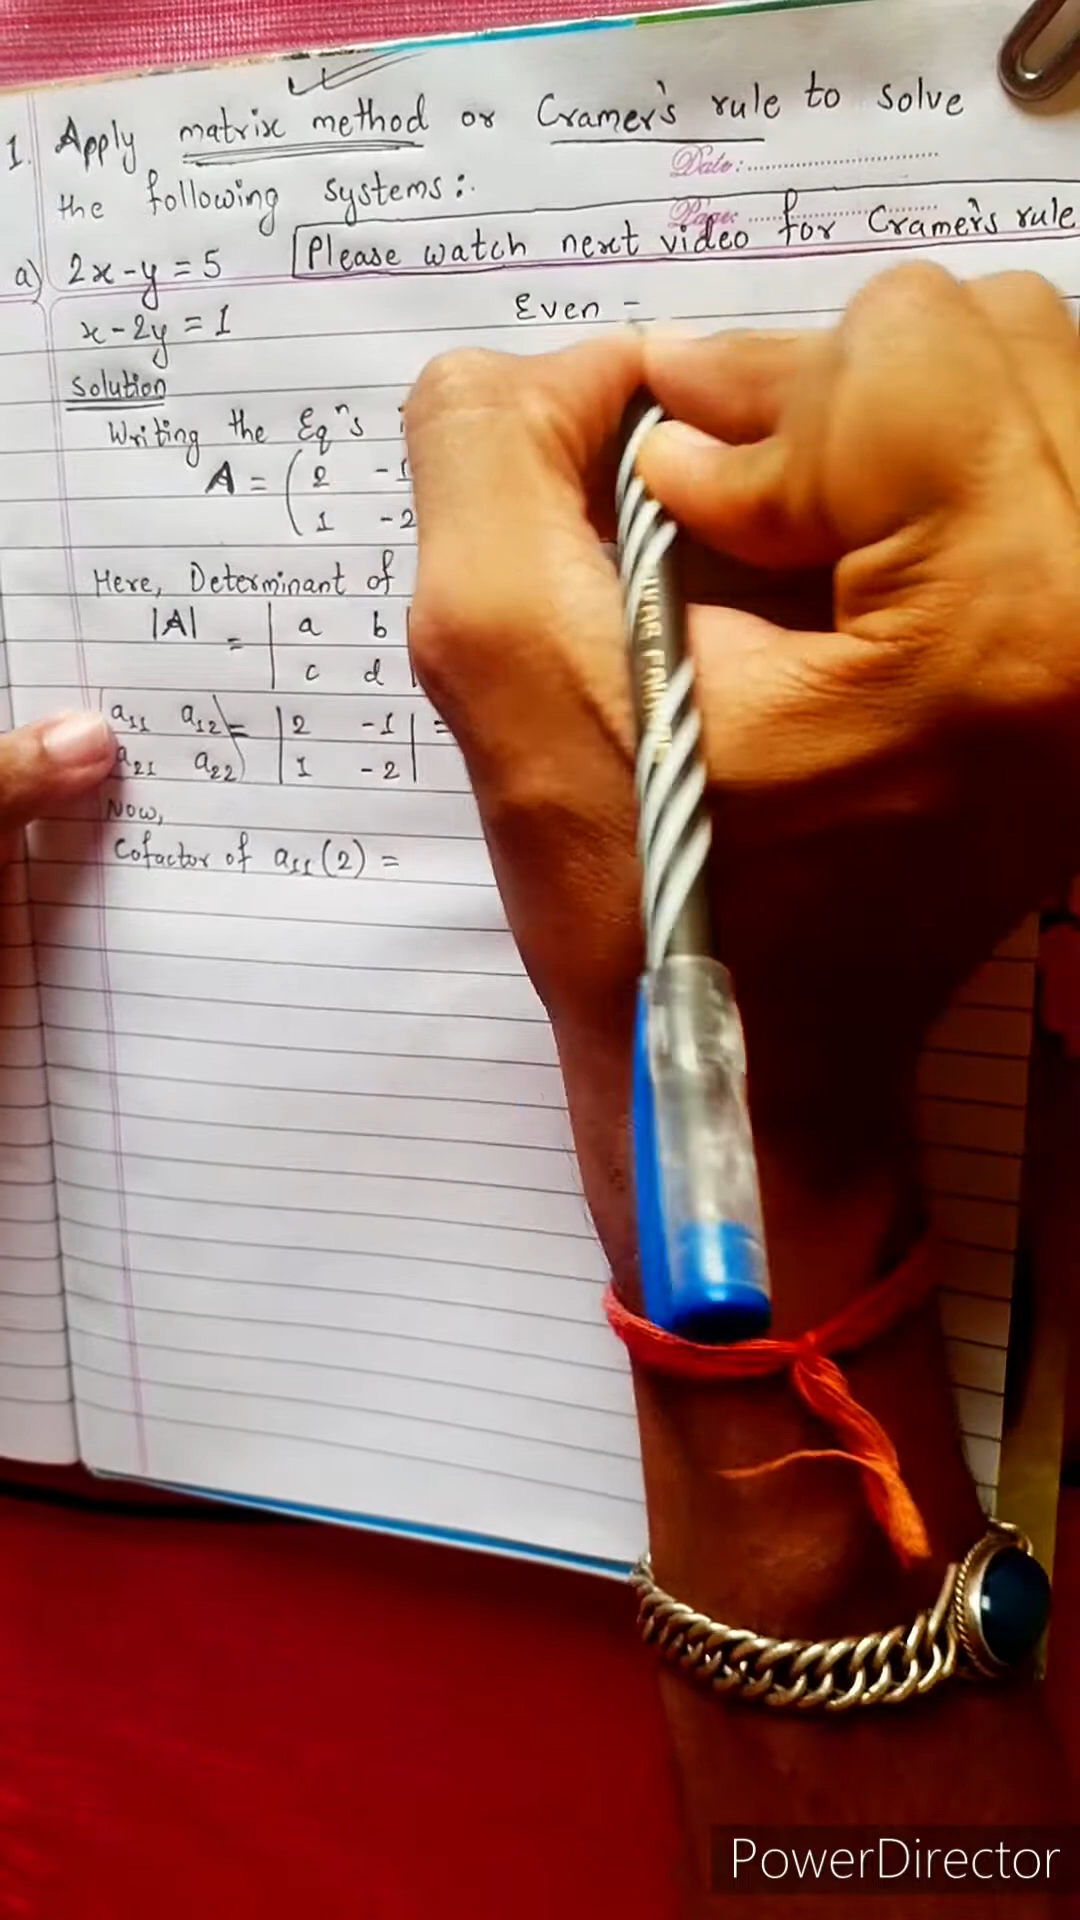 1. Apply matrix method or Cramer's rule to solve
Date:
the following systems:
Page:
Please watch next video for Cramer's rule
a) 2x-y=5
x-2y=1
Even =
Solution
Writing the Eqⁿs
A = ( 2 -1
1 -2
Here, Determinant of
|A| = | a b |
c d |
a₁₁ a₁₂) = | 2 -1 | =
a₂₁ a₂₂) | 1 -2 |
Now,
Cofactor of a₁₁(2) =
PowerDirector